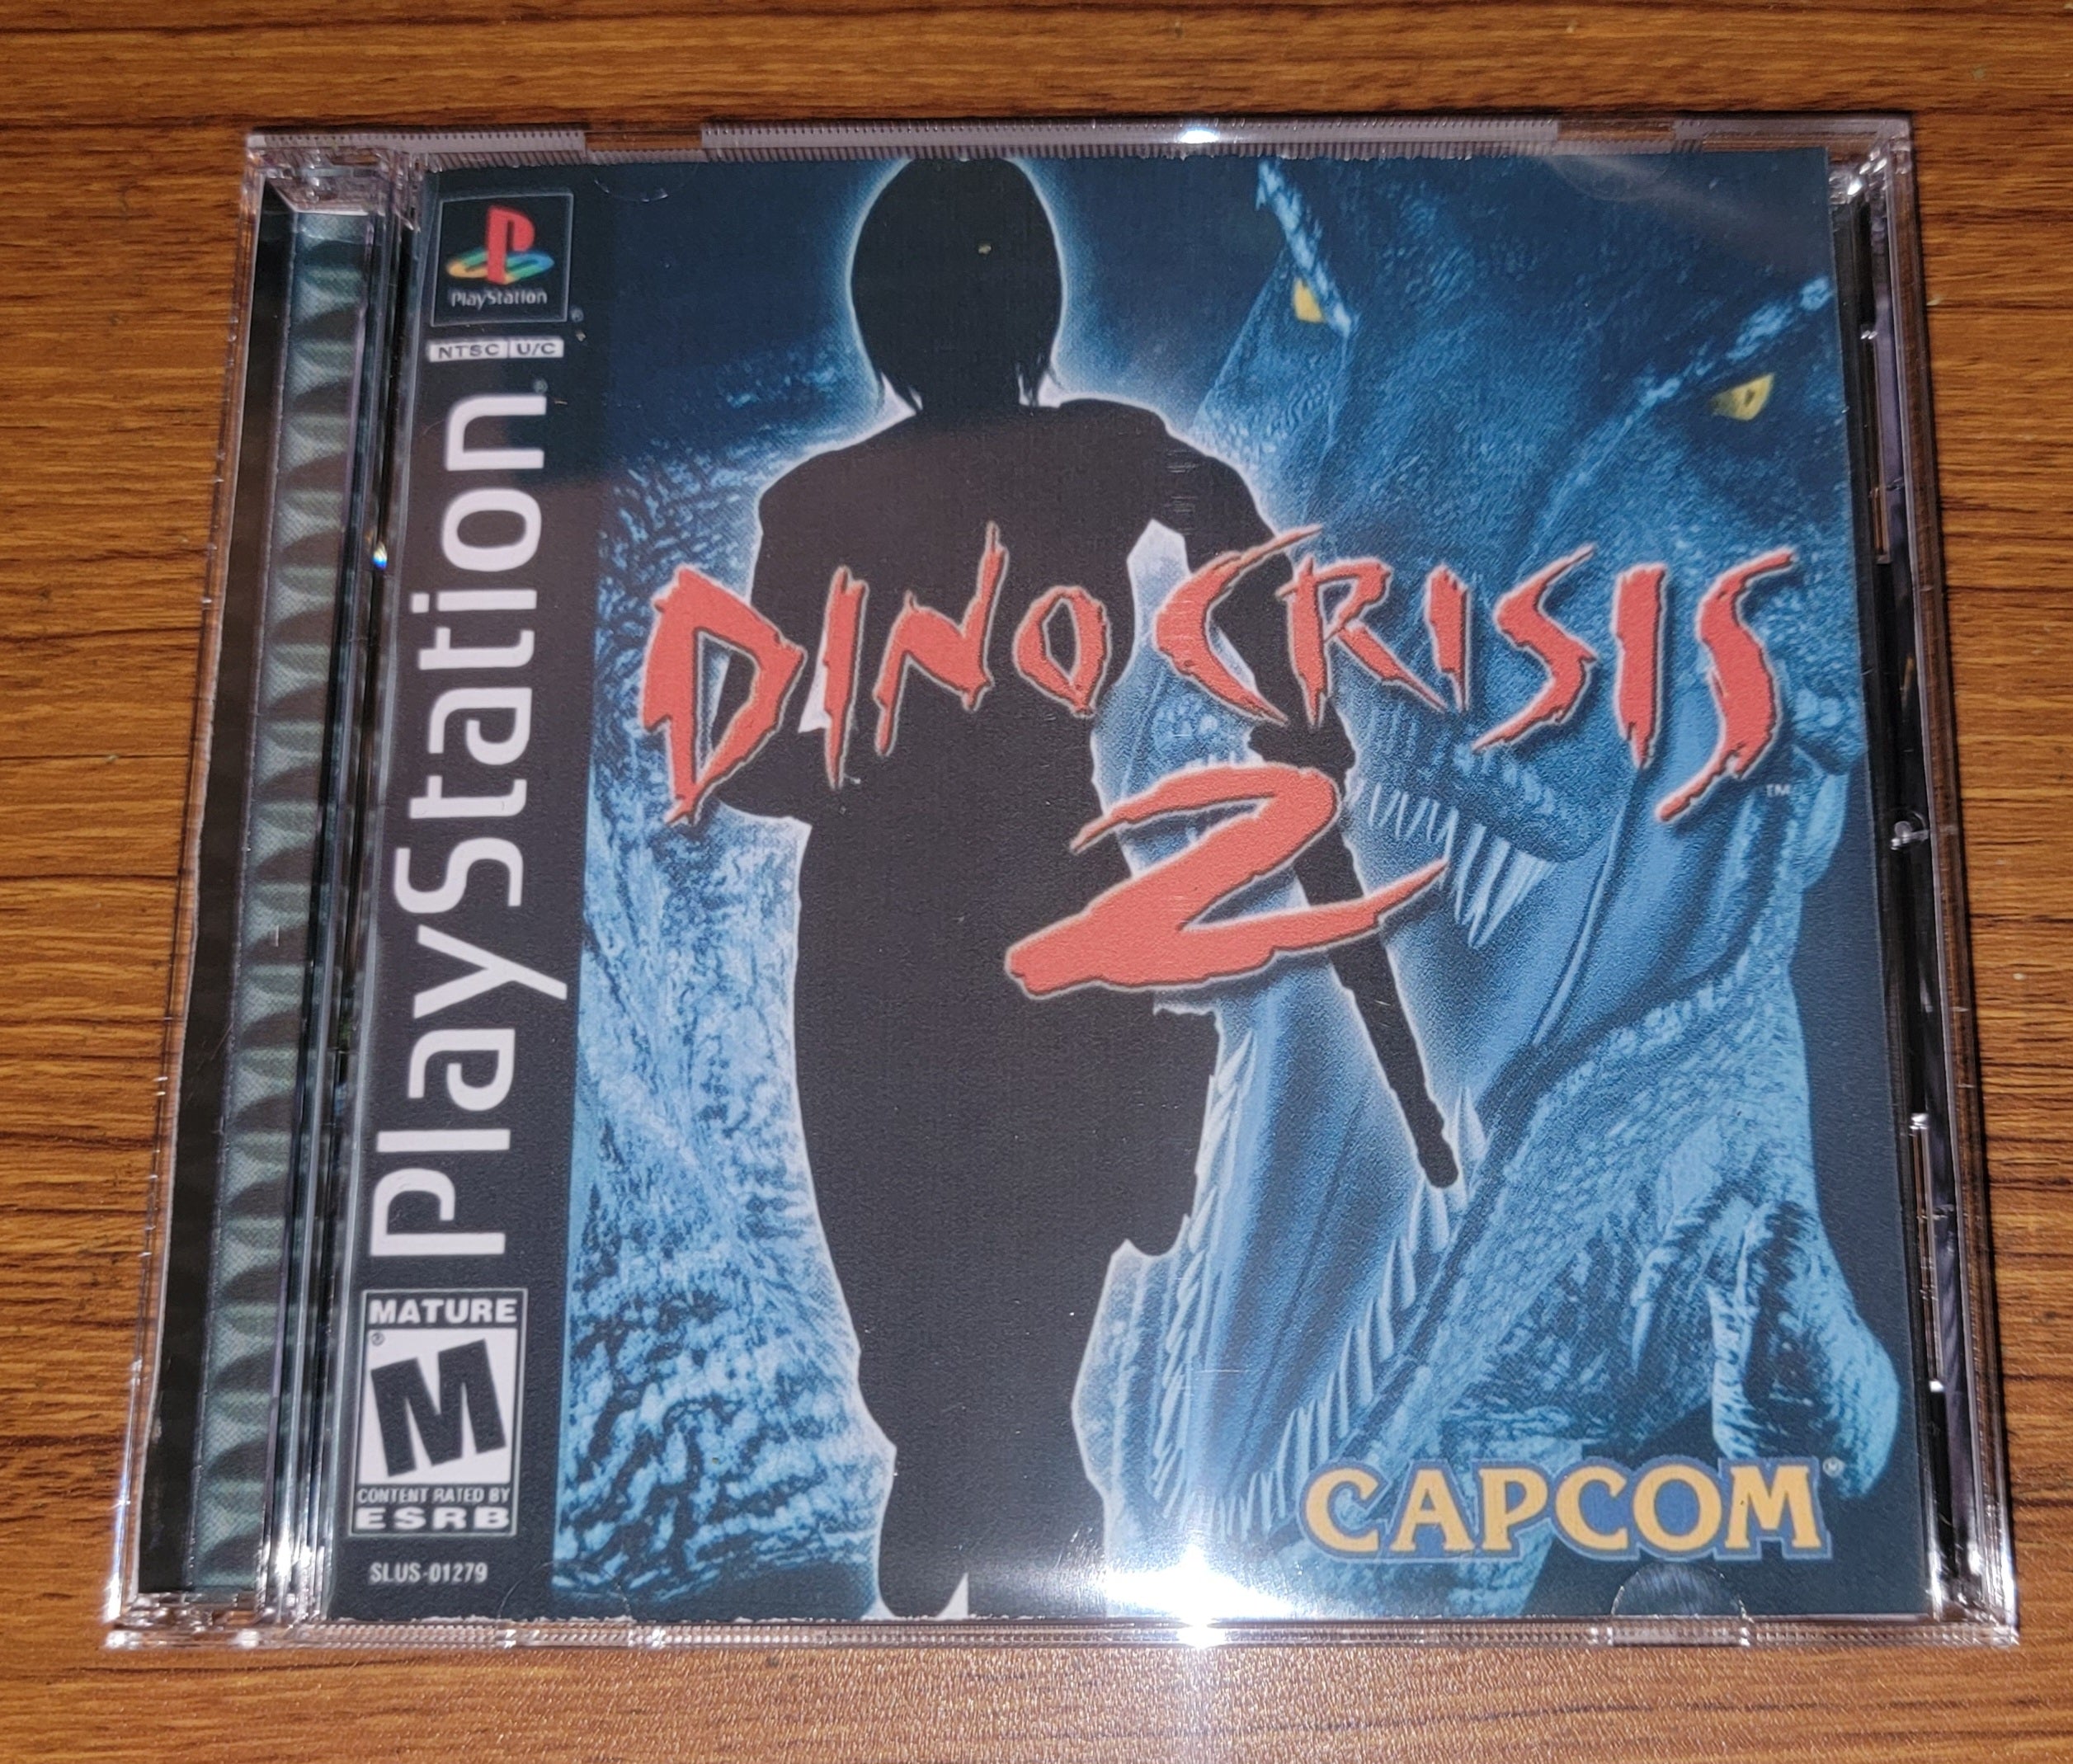 PlayStation
NTSC U/C
PlayStation®
DINO CRISIS
2
TM
MATURE
M
CONTENT RATED BY
ESRB
SLUS-01279
CAPCOM®